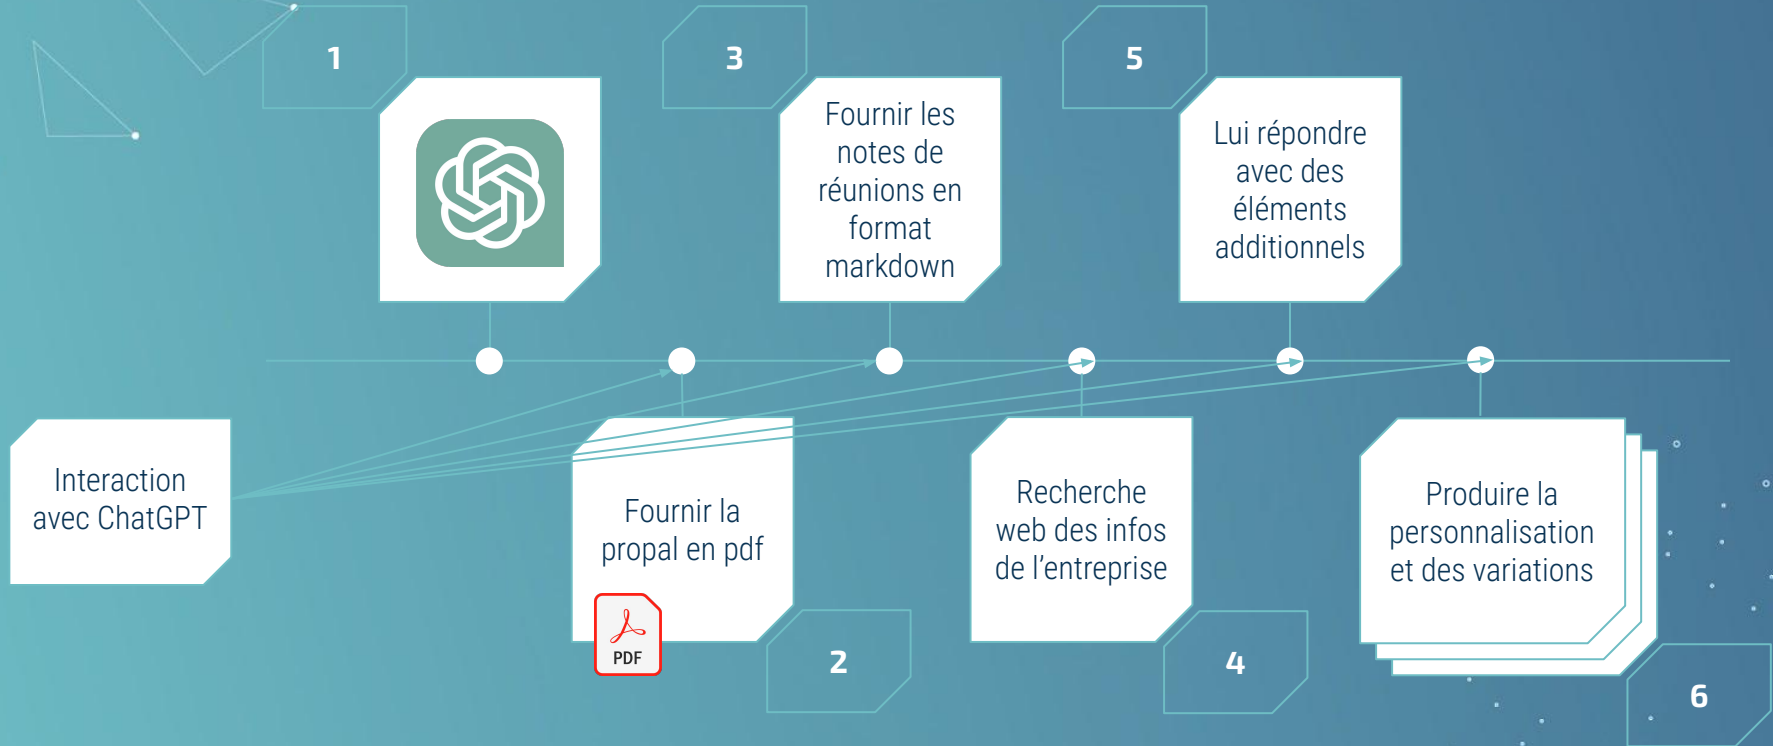 1
3
Fournir les
notes de
réunions en
format
markdown
5
Lui répondre
avec des
éléments
additionnels
Interaction
avec ChatGPT
Fournir la
propal en pdf
PDF
2
Recherche
web des infos
de l'entreprise
4
Produire la
personnalisation
et des variations
6